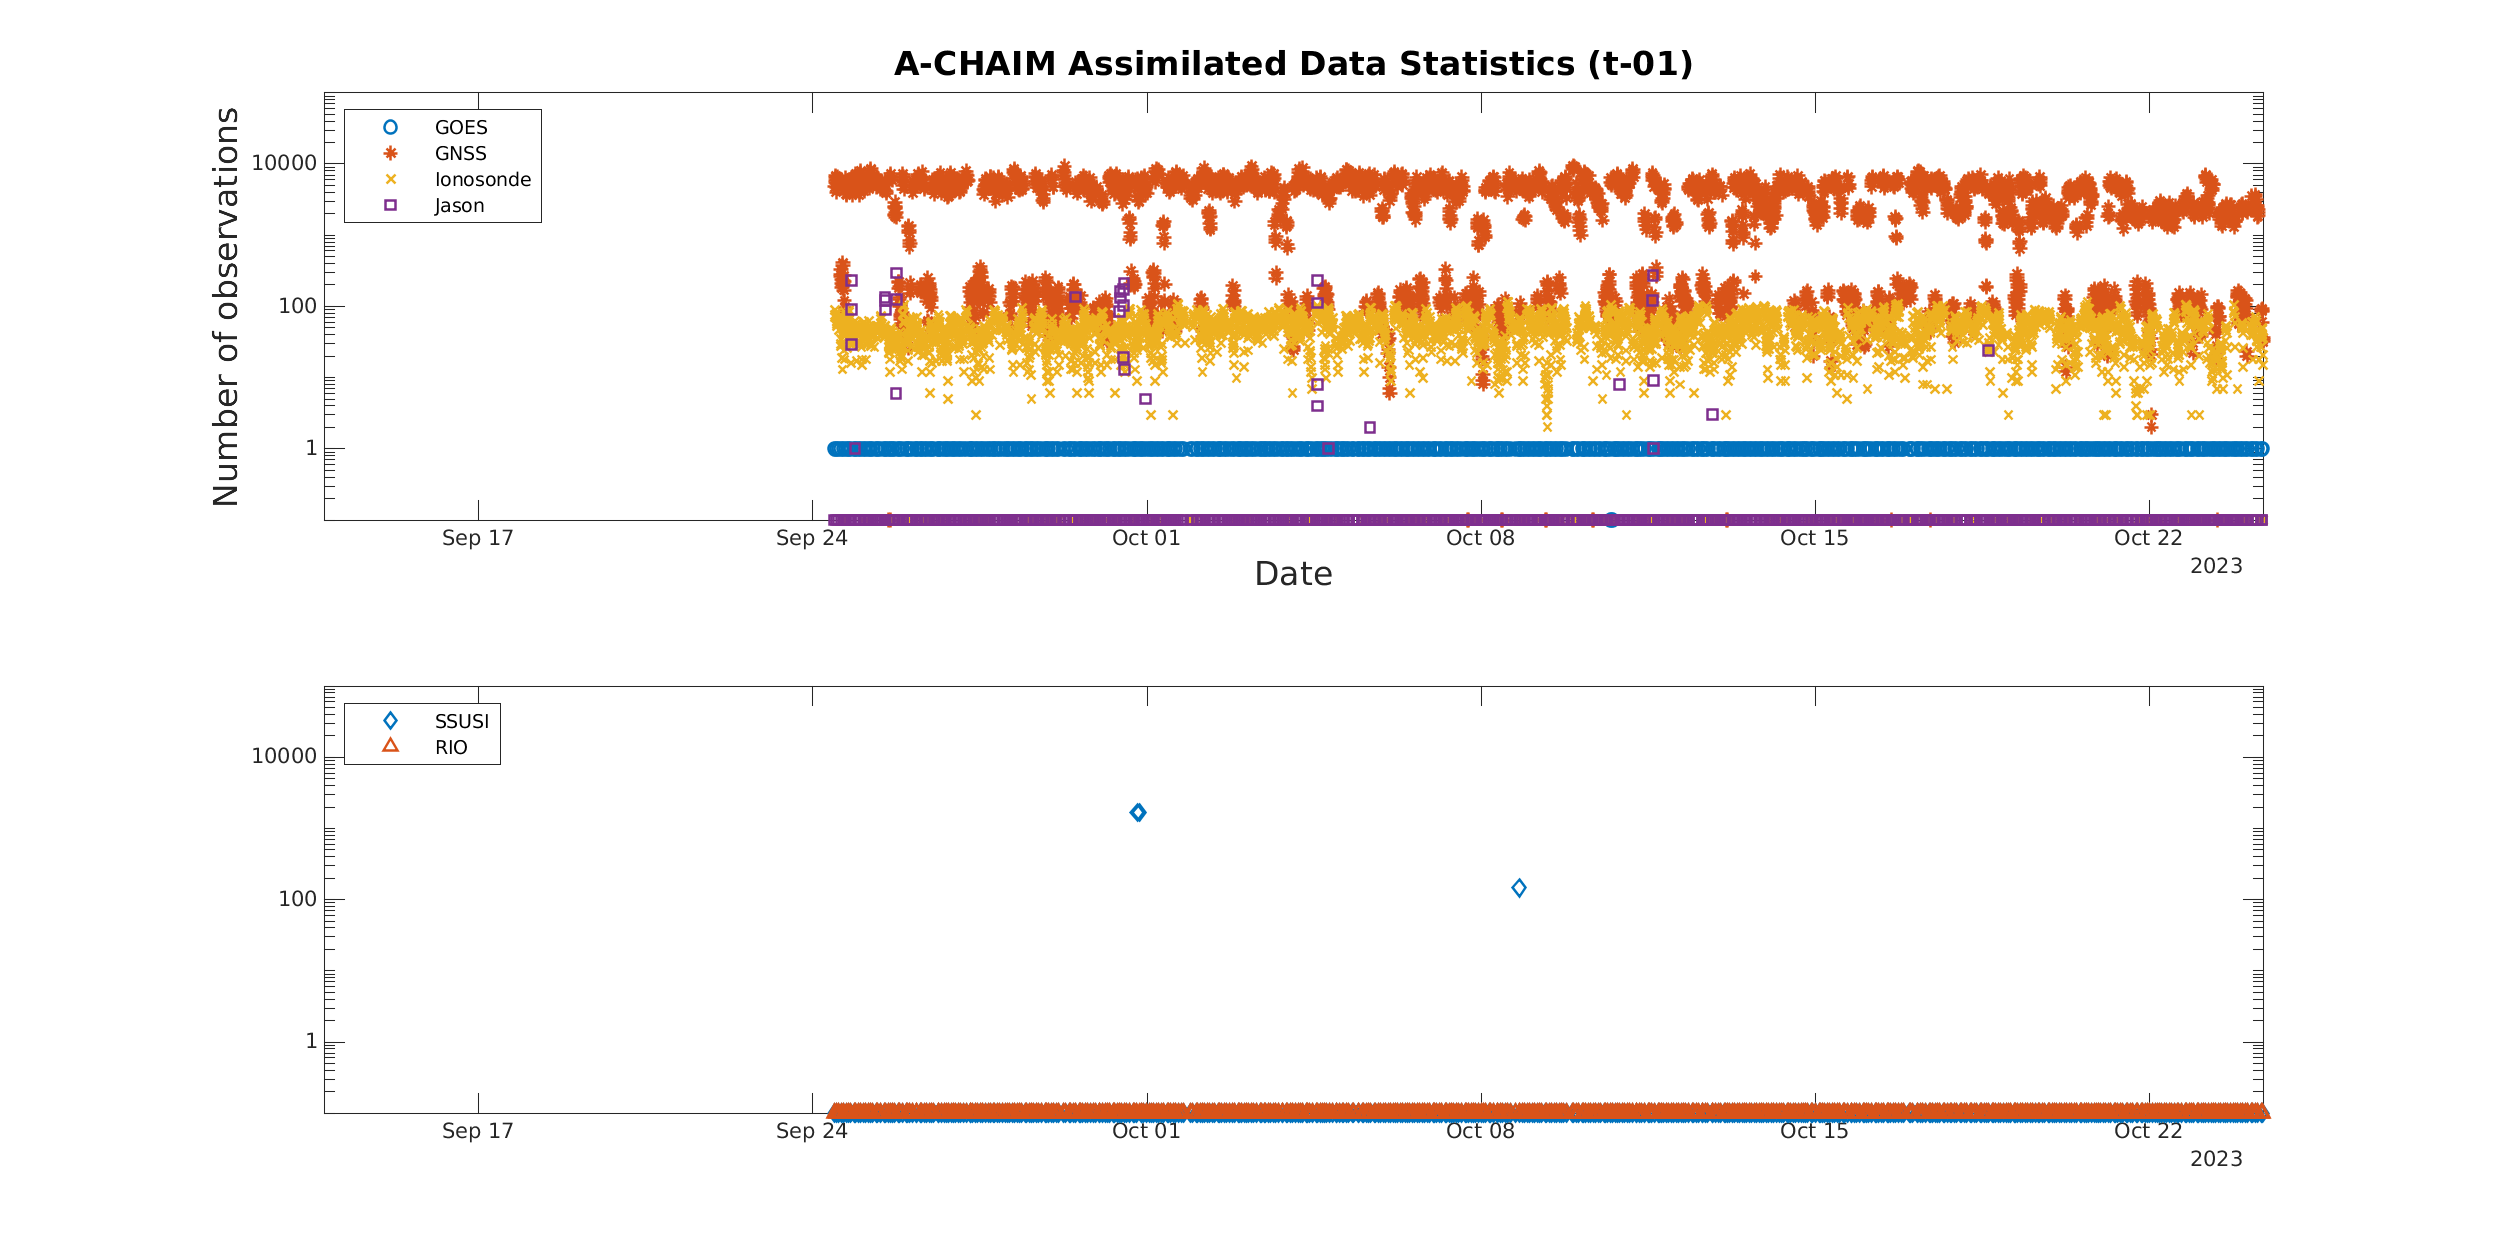 A-CHAIM Assimilated Data Statistics (t-01)
Number of observations
GOES
GNSS
Ionosonde
Jason
10000
100
1
Sep 17
Sep 24
Oct 01
Oct 08
Oct 15
Oct 22
2023
Date
SSUSI
RIO
10000
100
1
Sep 17
Sep 24
Oct 01
Oct 08
Oct 15
Oct 22
2023